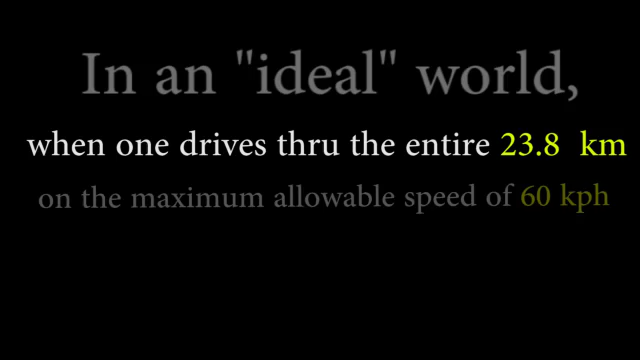 In an "ideal" world,
when one drives thru the entire 23.8 km
on the maximum allowable speed of 60 kph